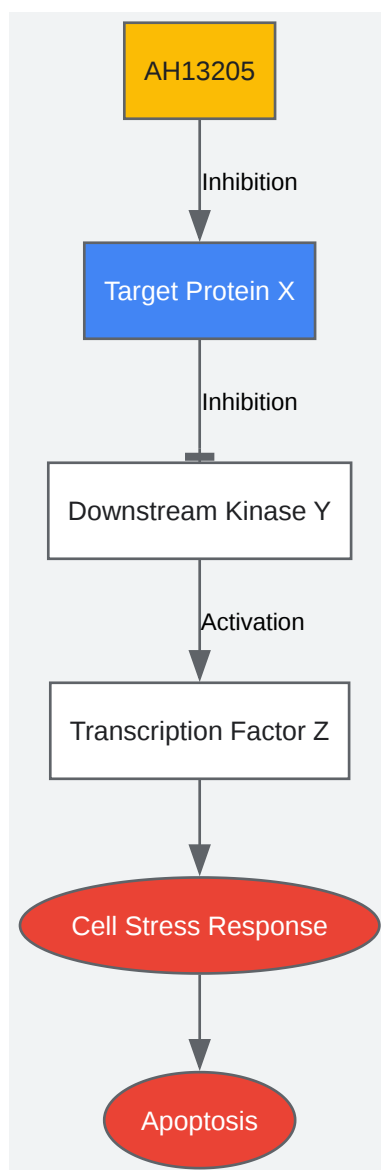 AH13205
Inhibition
Target Protein X
Inhibition
Downstream Kinase Y
Activation
Transcription Factor Z
Cell Stress Response
Apoptosis